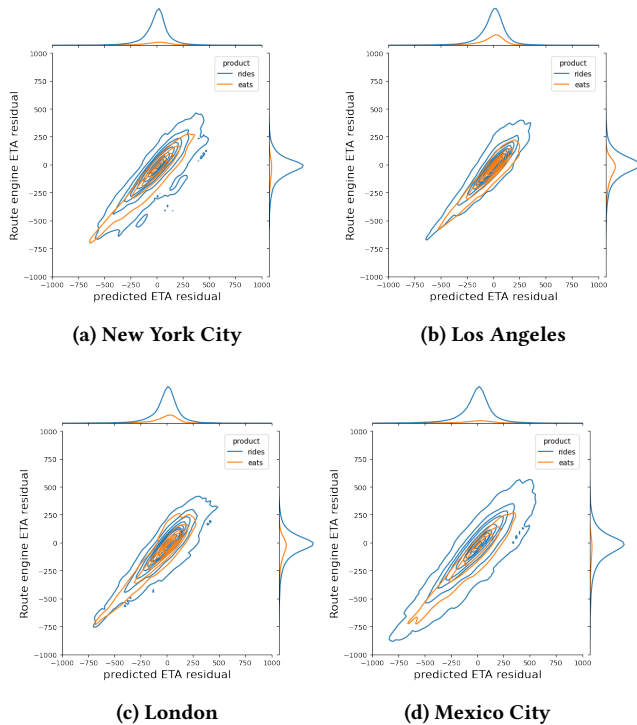 1000
750
500
250
0
−250
−500
−750
−1000
Route engine ETA residual
product
rides
eats
−1000 −750 −500 −250 0 250 500 750 1000
predicted ETA residual
(a) New York City
1000
750
500
250
0
−250
−500
−750
−1000
Route engine ETA residual
product
rides
eats
−1000 −750 −500 −250 0 250 500 750 1000
predicted ETA residual
(b) Los Angeles
1000
750
500
250
0
−250
−500
−750
−1000
Route engine ETA residual
product
rides
eats
−1000 −750 −500 −250 0 250 500 750 1000
predicted ETA residual
(c) London
1000
750
500
250
0
−250
−500
−750
−1000
Route engine ETA residual
product
rides
eats
−1000 −750 −500 −250 0 250 500 750 1000
predicted ETA residual
(d) Mexico City